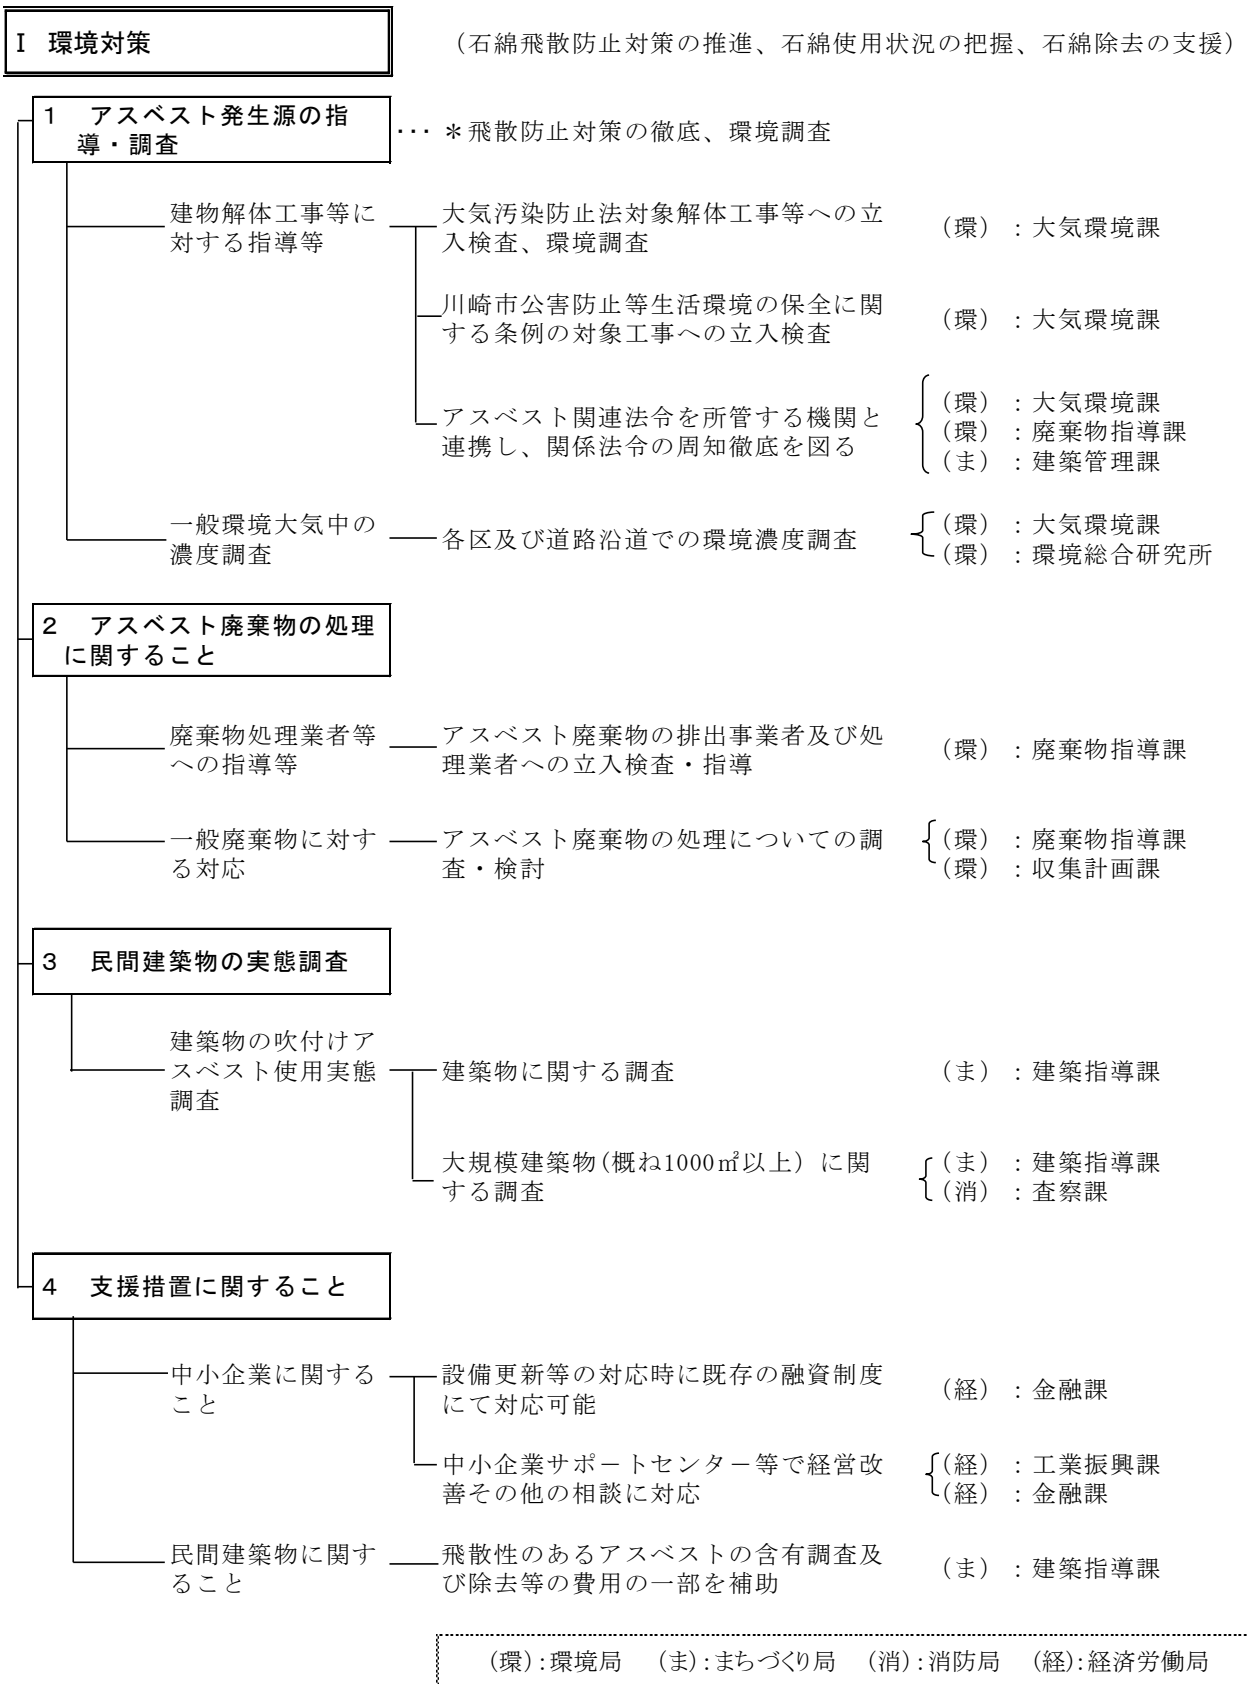 Ⅰ 環境対策
（石綿飛散防止対策の推進、石綿使用状況の把握、石綿除去の支援）
１ アスベスト発生源の指
導・調査
･･･ ＊飛散防止対策の徹底、環境調査
建物解体工事等に
対する指導等
大気汚染防止法対象解体工事等への立
入検査、環境調査
（環）：大気環境課
川崎市公害防止等生活環境の保全に関
する条例の対象工事への立入検査
（環）：大気環境課
アスベスト関連法令を所管する機関と
連携し、関係法令の周知徹底を図る
（環）：大気環境課
（環）：廃棄物指導課
（ま）：建築管理課
一般環境大気中の
濃度調査
各区及び道路沿道での環境濃度調査
（環）：大気環境課
（環）：環境総合研究所
２ アスベスト廃棄物の処理
に関すること
廃棄物処理業者等
への指導等
アスベスト廃棄物の排出事業者及び処
理業者への立入検査・指導
（環）：廃棄物指導課
一般廃棄物に対す
る対応
アスベスト廃棄物の処理についての調
査・検討
（環）：廃棄物指導課
（環）：収集計画課
３ 民間建築物の実態調査
建築物の吹付けア
スベスト使用実態
調査
建築物に関する調査
（ま）：建築指導課
大規模建築物(概ね1000㎡以上）に関
する調査
（ま）：建築指導課
（消）：査察課
４ 支援措置に関すること
中小企業に関する
こと
設備更新等の対応時に既存の融資制度
にて対応可能
（経）：金融課
中小企業サポ－トセンタ－等で経営改
善その他の相談に対応
（経）：工業振興課
（経）：金融課
民間建築物に関す
ること
飛散性のあるアスベストの含有調査及
び除去等の費用の一部を補助
（ま）：建築指導課
（環）：環境局 （ま）：まちづくり局 （消）：消防局 （経）：経済労働局